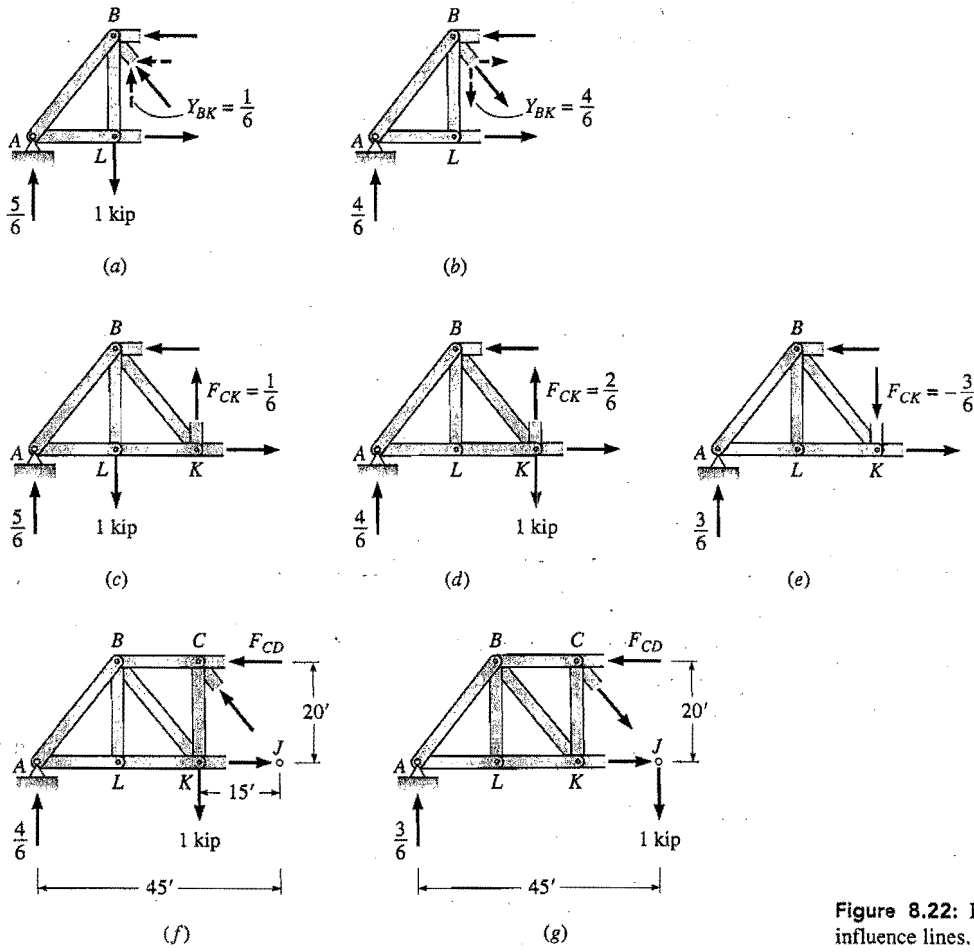 B
Y_BK = 1/6
A
L
5/6
1 kip
(a)
B
Y_BK = 4/6
A
L
4/6
(b)
B
F_CK = 1/6
A
L
K
5/6
1 kip
(c)
B
F_CK = 2/6
A
L
K
4/6
1 kip
(d)
B
F_CK = -3/6
A
L
K
3/6
(e)
B
C
F_CD
20'
J
A
L
K
15'
4/6
1 kip
45'
(f)
B
C
F_CD
20'
J
A
L
K
3/6
1 kip
45'
(g)
Figure 8.22:
influence lines.